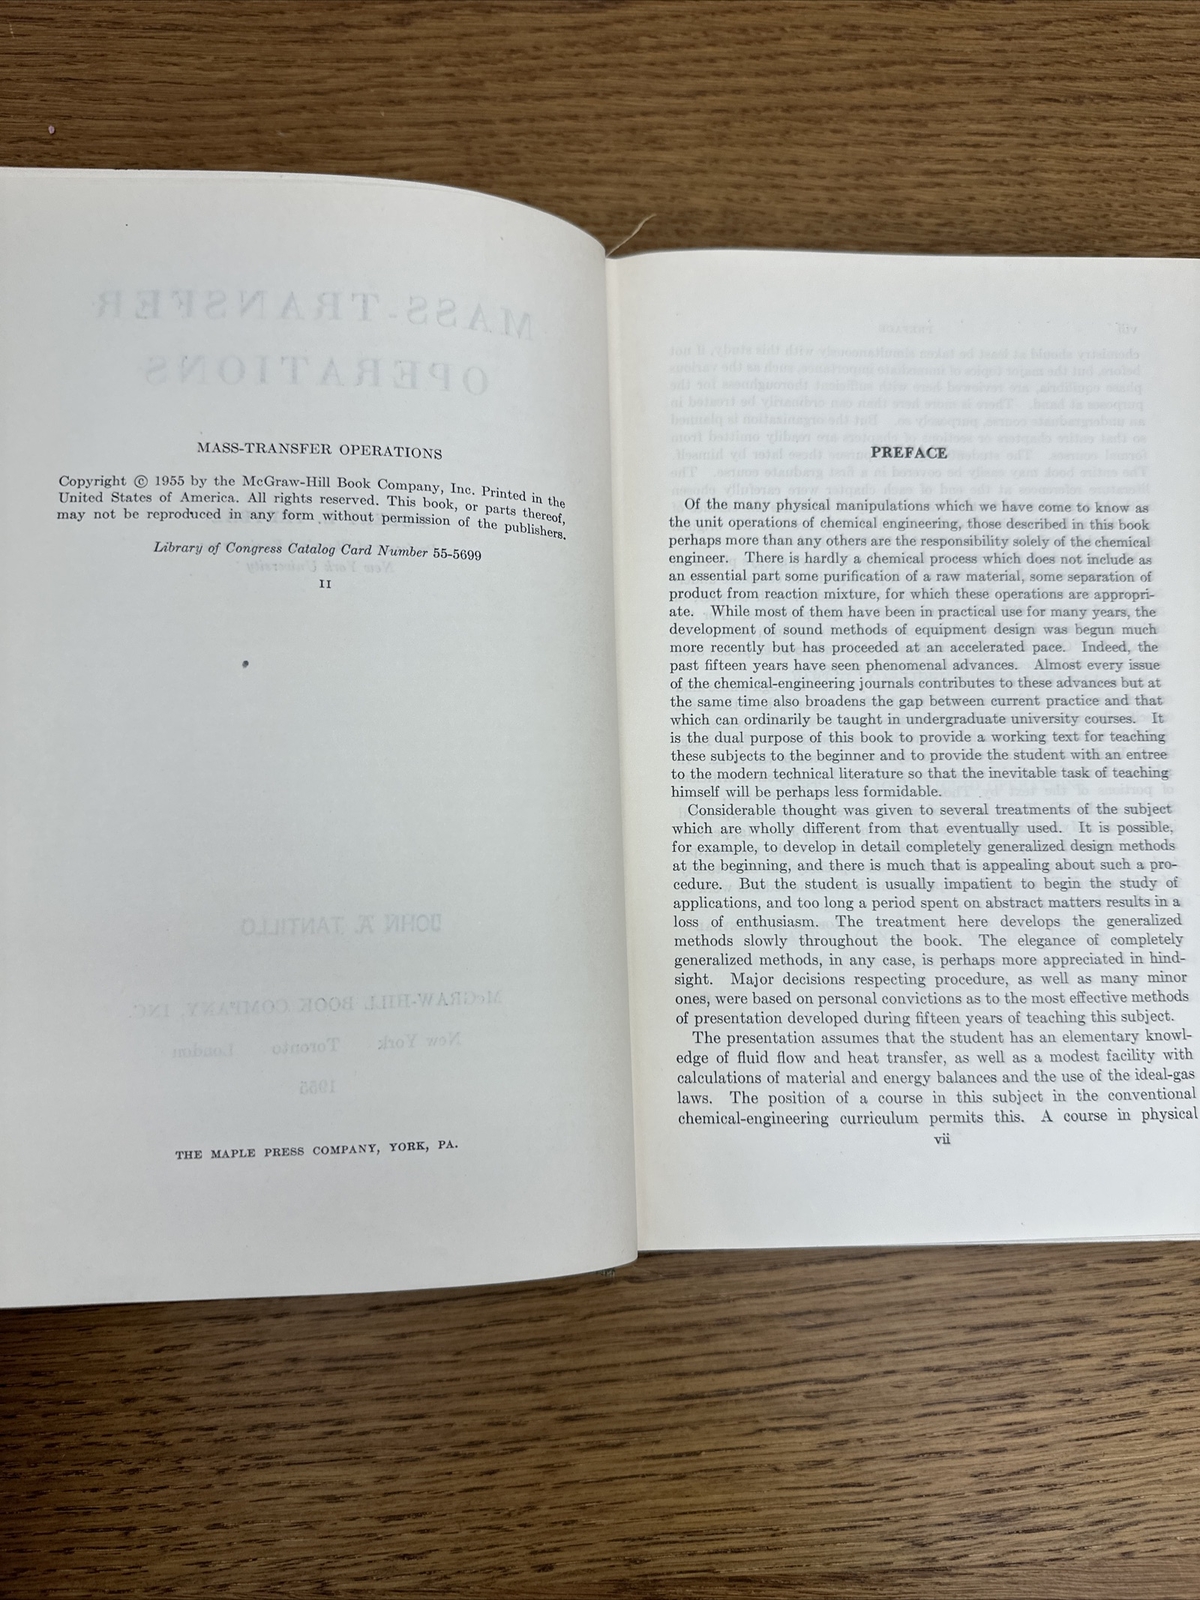 MASS-TRANSFER OPERATIONS
Copyright © 1955 by the McGraw-Hill Book Company, Inc. Printed in the
United States of America. All rights reserved. This book, or parts thereof,
may not be reproduced in any form without permission of the publishers.
Library of Congress Catalog Card Number 55-5699
II
THE MAPLE PRESS COMPANY, YORK, PA.
PREFACE
Of the many physical manipulations which we have come to know as
the unit operations of chemical engineering, those described in this book
perhaps more than any others are the responsibility solely of the chemical
engineer. There is hardly a chemical process which does not include as
an essential part some purification of a raw material, some separation of
product from reaction mixture, for which these operations are appropri-
ate. While most of them have been in practical use for many years, the
development of sound methods of equipment design was begun much
more recently but has proceeded at an accelerated pace. Indeed, the
past fifteen years have seen phenomenal advances. Almost every issue
of the chemical-engineering journals contributes to these advances but at
the same time also broadens the gap between current practice and that
which can ordinarily be taught in undergraduate university courses. It
is the dual purpose of this book to provide a working text for teaching
these subjects to the beginner and to provide the student with an entree
to the modern technical literature so that the inevitable task of teaching
himself will be perhaps less formidable.
Considerable thought was given to several treatments of the subject
which are wholly different from that eventually used. It is possible,
for example, to develop in detail completely generalized design methods
at the beginning, and there is much that is appealing about such a pro-
cedure. But the student is usually impatient to begin the study of
applications, and too long a period spent on abstract matters results in a
loss of enthusiasm. The treatment here develops the generalized
methods slowly throughout the book. The elegance of completely
generalized methods, in any case, is perhaps more appreciated in hind-
sight. Major decisions respecting procedure, as well as many minor
ones, were based on personal convictions as to the most effective methods
of presentation developed during fifteen years of teaching this subject.
The presentation assumes that the student has an elementary knowl-
edge of fluid flow and heat transfer, as well as a modest facility with
calculations of material and energy balances and the use of the ideal-gas
laws. The position of a course in this subject in the conventional
chemical-engineering curriculum permits this. A course in physical
vii